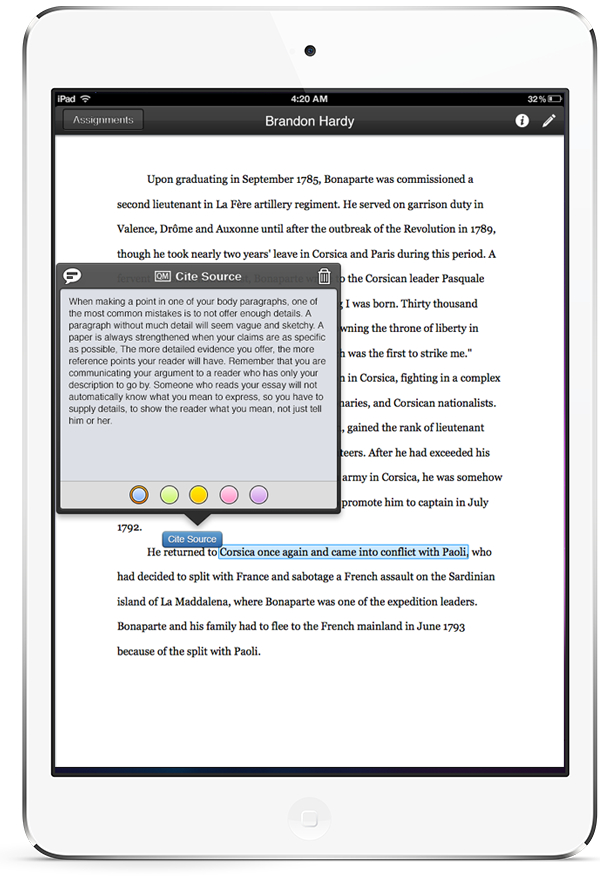 iPad 4:20 AM 32%
Assignments Brandon Hardy
Upon graduating in September 1785, Bonaparte was commissioned a
second lieutenant in La Fère artillery regiment. He served on garrison duty in
Valence, Drôme and Auxonne until after the outbreak of the Revolution in 1789,
though he took nearly two years' leave in Corsica and Paris during this period. A
QM Cite Source
When making a point in one of your body paragraphs, one of
the most common mistakes is to not offer enough details. A
paragraph without much detail will seem vague and sketchy. A
paper is always strengthened when your claims are as specific
as possible, The more detailed evidence you offer, the more
reference points your reader will have. Remember that you are
communicating your argument to a reader who has only your
description to go by. Someone who reads your essay will not
automatically know what you mean to express, so you have to
supply details, to show the reader what you mean, not just tell
him or her.
to the Corsican leader Pasquale
I was born. Thirty thousand
owning the throne of liberty in
was the first to strike me."
in Corsica, fighting in a complex
naries, and Corsican nationalists.
, gained the rank of lieutenant
teers. After he had exceeded his
army in Corsica, he was somehow
promote him to captain in July
1792.
Cite Source
He returned to Corsica once again and came into conflict with Paoli, who
had decided to split with France and sabotage a French assault on the Sardinian
island of La Maddalena, where Bonaparte was one of the expedition leaders.
Bonaparte and his family had to flee to the French mainland in June 1793
because of the split with Paoli.